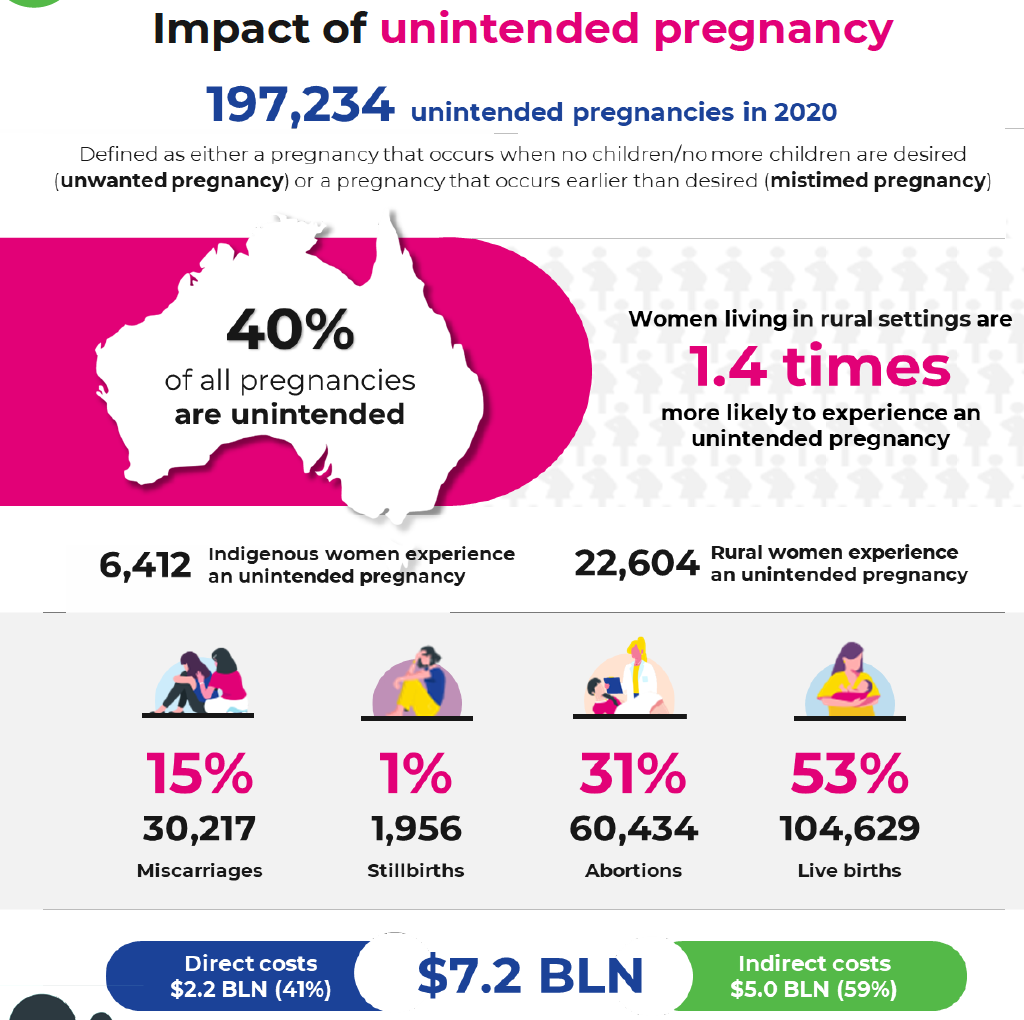 Impact of unintended pregnancy
197,234 unintended pregnancies in 2020
Defined as either a pregnancy that occurs when no children/no more children are desired
(unwanted pregnancy) or a pregnancy that occurs earlier than desired (mistimed pregnancy)
40%
of all pregnancies
are unintended
Women living in rural settings are
1.4 times
more likely to experience an
unintended pregnancy
6,412
Indigenous women experience
an unintended pregnancy
22,604
Rural women experience
an unintended pregnancy
15%
30,217
Miscarriages
1%
1,956
Stillbirths
31%
60,434
Abortions
53%
104,629
Live births
Direct costs
$2.2 BLN (41%)
$7.2 BLN
Indirect costs
$5.0 BLN (59%)